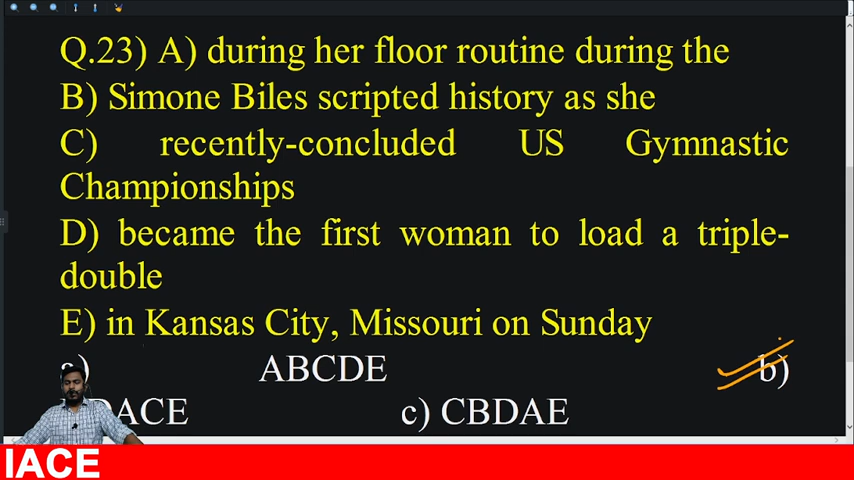 Q.23) A) during her floor routine during the
B) Simone Biles scripted history as she
C) recently-concluded US Gymnastic
Championships
D) became the first woman to load a triple-
double
E) in Kansas City, Missouri on Sunday
a) ABCDE b)
DACE c) CBDAE
IACE